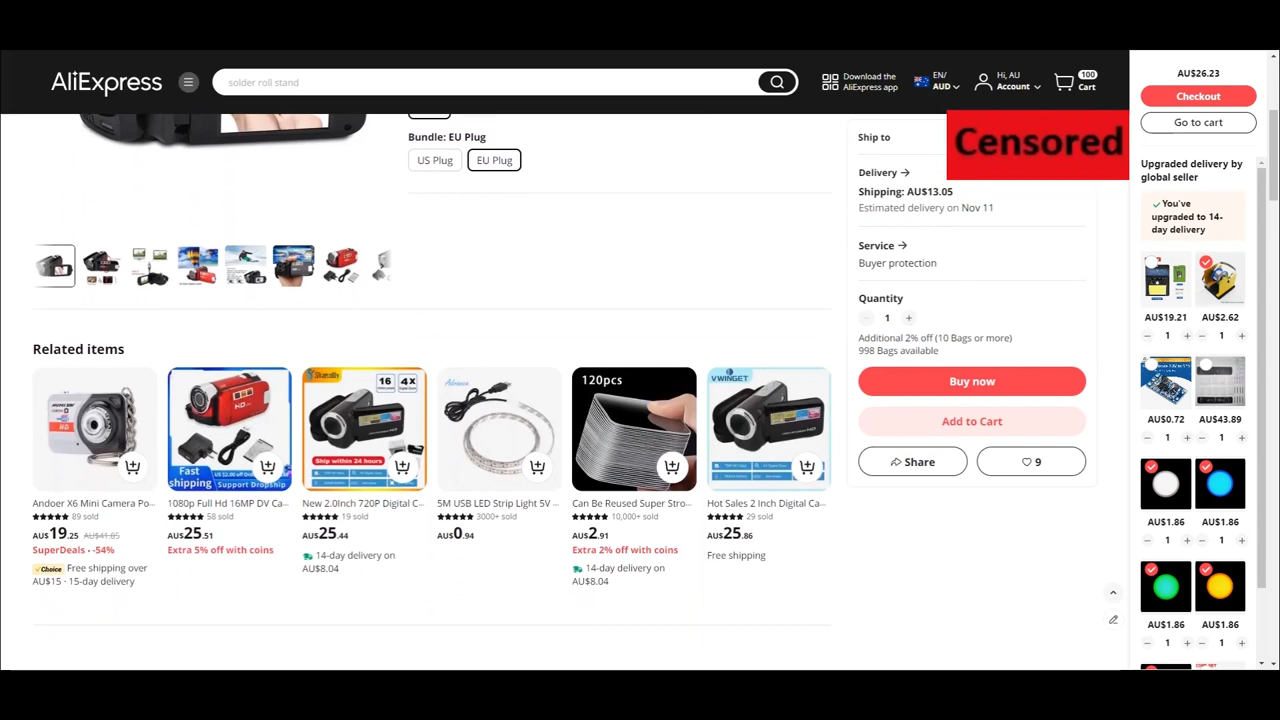 AliExpress
solder roll stand
Download the
AliExpress app
EN/
AUD
Hi, AU
Account
100
Cart
Bundle: EU Plug
US Plug
EU Plug
Ship to
Censored
Delivery
Shipping: AU$13.05
Estimated delivery on Nov 11
Service
Buyer protection
Quantity
1
Additional 2% off (10 Bags or more)
998 Bags available
Buy now
Add to Cart
Share
9
Related items
Andoer X6 Mini Camera Po...
89 sold
AU$19.25 AU$41.85
SuperDeals · -54%
Choice Free shipping over
AU$15 · 15-day delivery
HD
Fast
shipping
1080p Full Hd 16MP DV Ca...
58 sold
AU$25.51
Extra 5% off with coins
16
4X
Ship within 24 hours
New 2.0Inch 720P Digital C...
19 sold
AU$25.44
14-day delivery on
AU$8.04
5M USB LED Strip Light 5V ...
3000+ sold
AU$0.94
120pcs
Can Be Reused Super Stro...
10,000+ sold
AU$2.91
Extra 2% off with coins
14-day delivery on
AU$8.04
VWINGET
Hot Sales 2 Inch Digital Ca...
29 sold
AU$25.86
Free shipping
AU$26.23
Checkout
Go to cart
Upgraded delivery by
global seller
You've
upgraded to 14-
day delivery
AU$19.21 AU$2.62
1 1
AU$0.72 AU$43.89
1 1
AU$1.86 AU$1.86
1 1
AU$1.86 AU$1.86
1 1